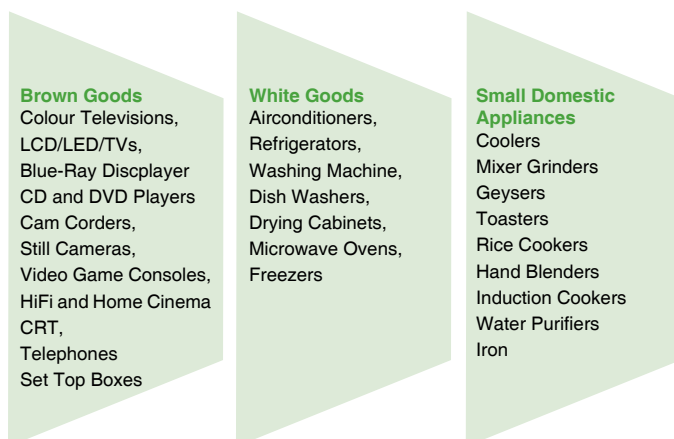 Brown Goods
Colour Televisions,
LCD/LED/TVs,
Blue-Ray Discplayer
CD and DVD Players
Cam Corders,
Still Cameras,
Video Game Consoles,
HiFi and Home Cinema
CRT,
Telephones
Set Top Boxes
White Goods
Airconditioners,
Refrigerators,
Washing Machine,
Dish Washers,
Drying Cabinets,
Microwave Ovens,
Freezers
Small Domestic
Appliances
Coolers
Mixer Grinders
Geysers
Toasters
Rice Cookers
Hand Blenders
Induction Cookers
Water Purifiers
Iron